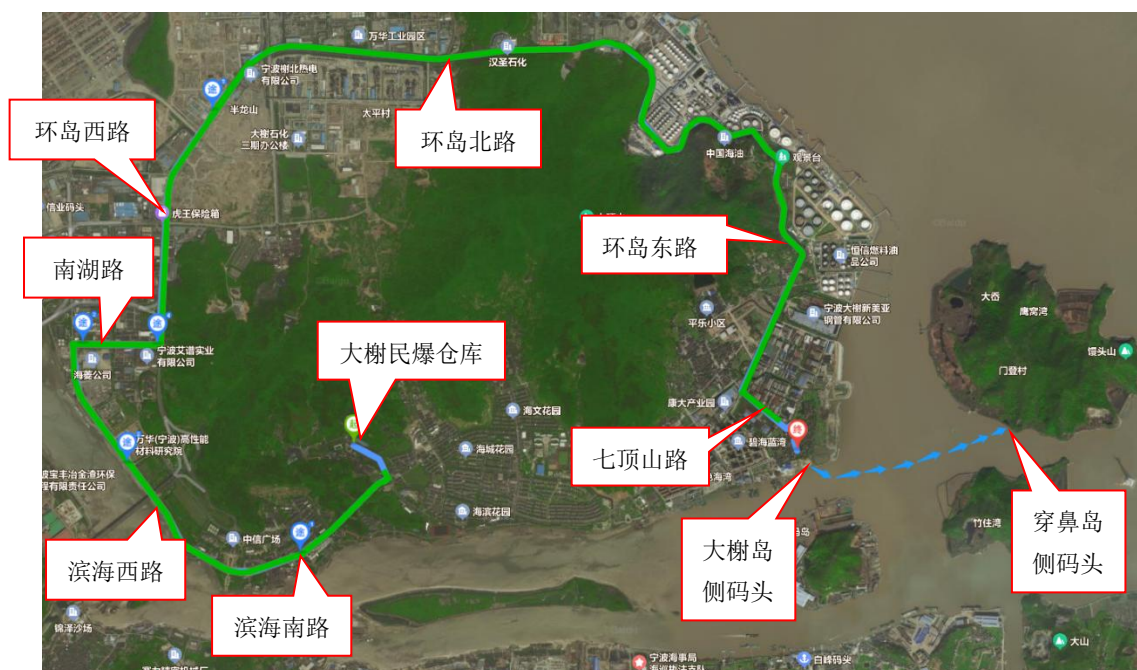 万华工业园区
汉圣石化
宁波榭北热电
有限公司
途
半龙山
太平村
大榭石化
三期办公楼
环岛西路
环岛北路
中国海油
观景台
信业码头
虎王保险箱
南湖路
环岛东路
恒信燃料油
品公司
大岙
鹰窝湾
平乐小区
宁波大榭新美亚
钢管有限公司
馒头山
门登村
海菱公司
宁波艾谱实业
有限公司
大榭民爆仓库
康大产业园
海文花园
碧海蓝湾
终
万华(宁波)高性能
材料研究院
海城花园
七顶山路
波宝丰冶金渣环保
程有限责任公司
海滨花园
中信广场
途
竹住湾
滨海西路
滨海南路
大榭岛
侧码头
穿鼻岛
侧码头
锦泽沙场
宁波海事局
白峰码头
大山